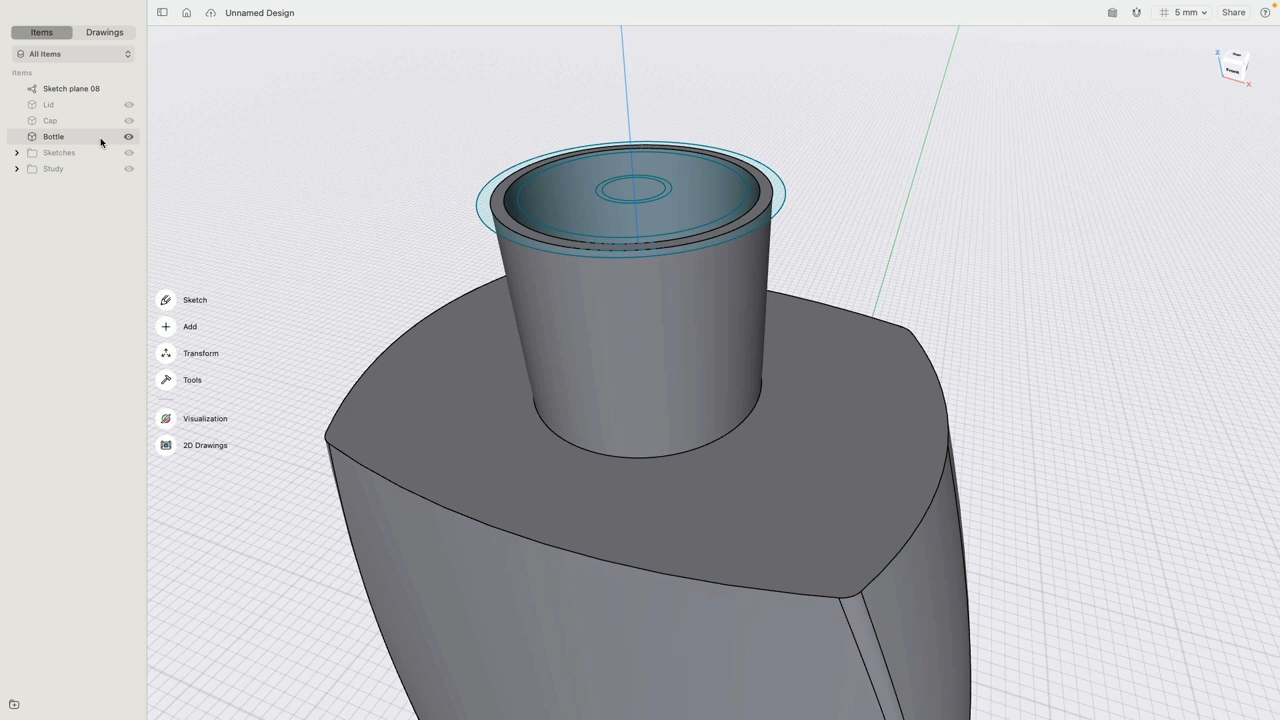 Unnamed Design
5 mm
Share
Items
Drawings
All Items
Items
Sketch plane 08
Lid
Cap
Bottle
Sketches
Study
Sketch
Add
Transform
Tools
Visualization
2D Drawings
Z
Front
X